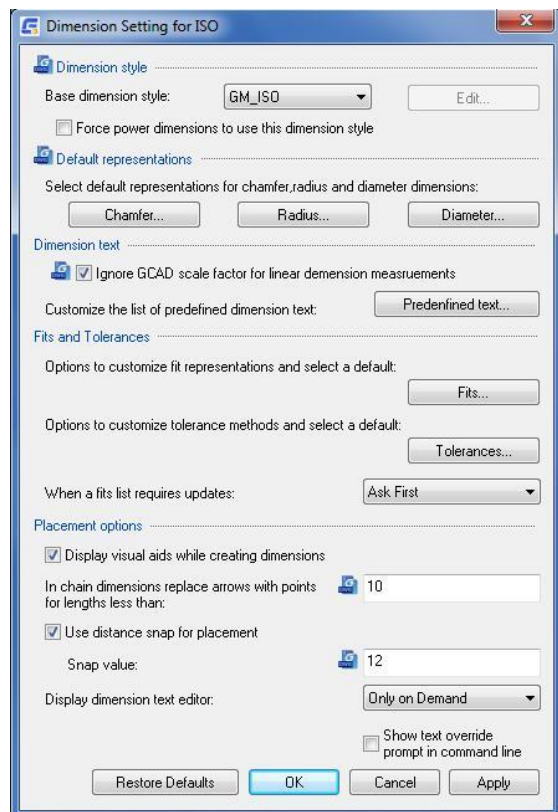 Dimension Setting for ISO
Dimension style
Base dimension style: GM_ISO Edit...
Force power dimensions to use this dimension style
Default representations
Select default representations for chamfer,radius and diameter dimensions:
Chamfer... Radius... Diameter...
Dimension text
Ignore GCAD scale factor for linear demension measruements
Customize the list of predefined dimension text: Predenfined text...
Fits and Tolerances
Options to customize fit representations and select a default:
Fits...
Options to customize tolerance methods and select a default:
Tolerances...
When a fits list requires updates: Ask First
Placement options
Display visual aids while creating dimensions
In chain dimensions replace arrows with points
for lengths less than: 10
Use distance snap for placement
Snap value: 12
Display dimension text editor: Only on Demand
Show text override
prompt in command line
Restore Defaults OK Cancel Apply